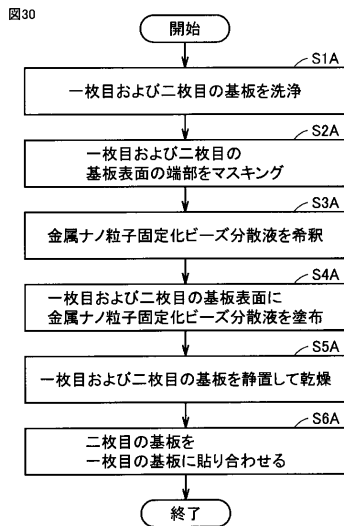 図30
開始
S1A
一枚目および二枚目の基板を洗浄
S2A
一枚目および二枚目の
基板表面の端部をマスキング
S3A
金属ナノ粒子固定化ビーズ分散液を希釈
S4A
一枚目および二枚目の基板表面に
金属ナノ粒子固定化ビーズ分散液を塗布
S5A
一枚目および二枚目の基板を静置して乾燥
S6A
二枚目の基板を
一枚目の基板に貼り合わせる
終了